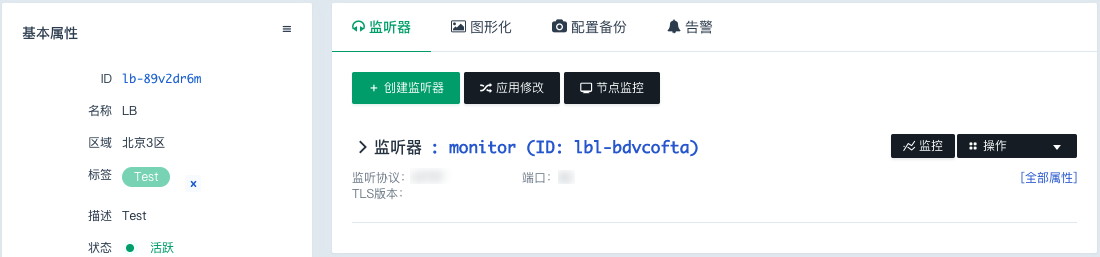 基本属性
ID lb-89v2dr6m
名称 LB
区域 北京3区
标签 Test x
描述 Test
状态 活跃
监听器 图形化 配置备份 告警
+ 创建监听器 应用修改 节点监控
监听器 : monitor (ID: lbl-bdvcofta) 监控 操作
监听协议: 端口: [全部属性]
TLS版本: